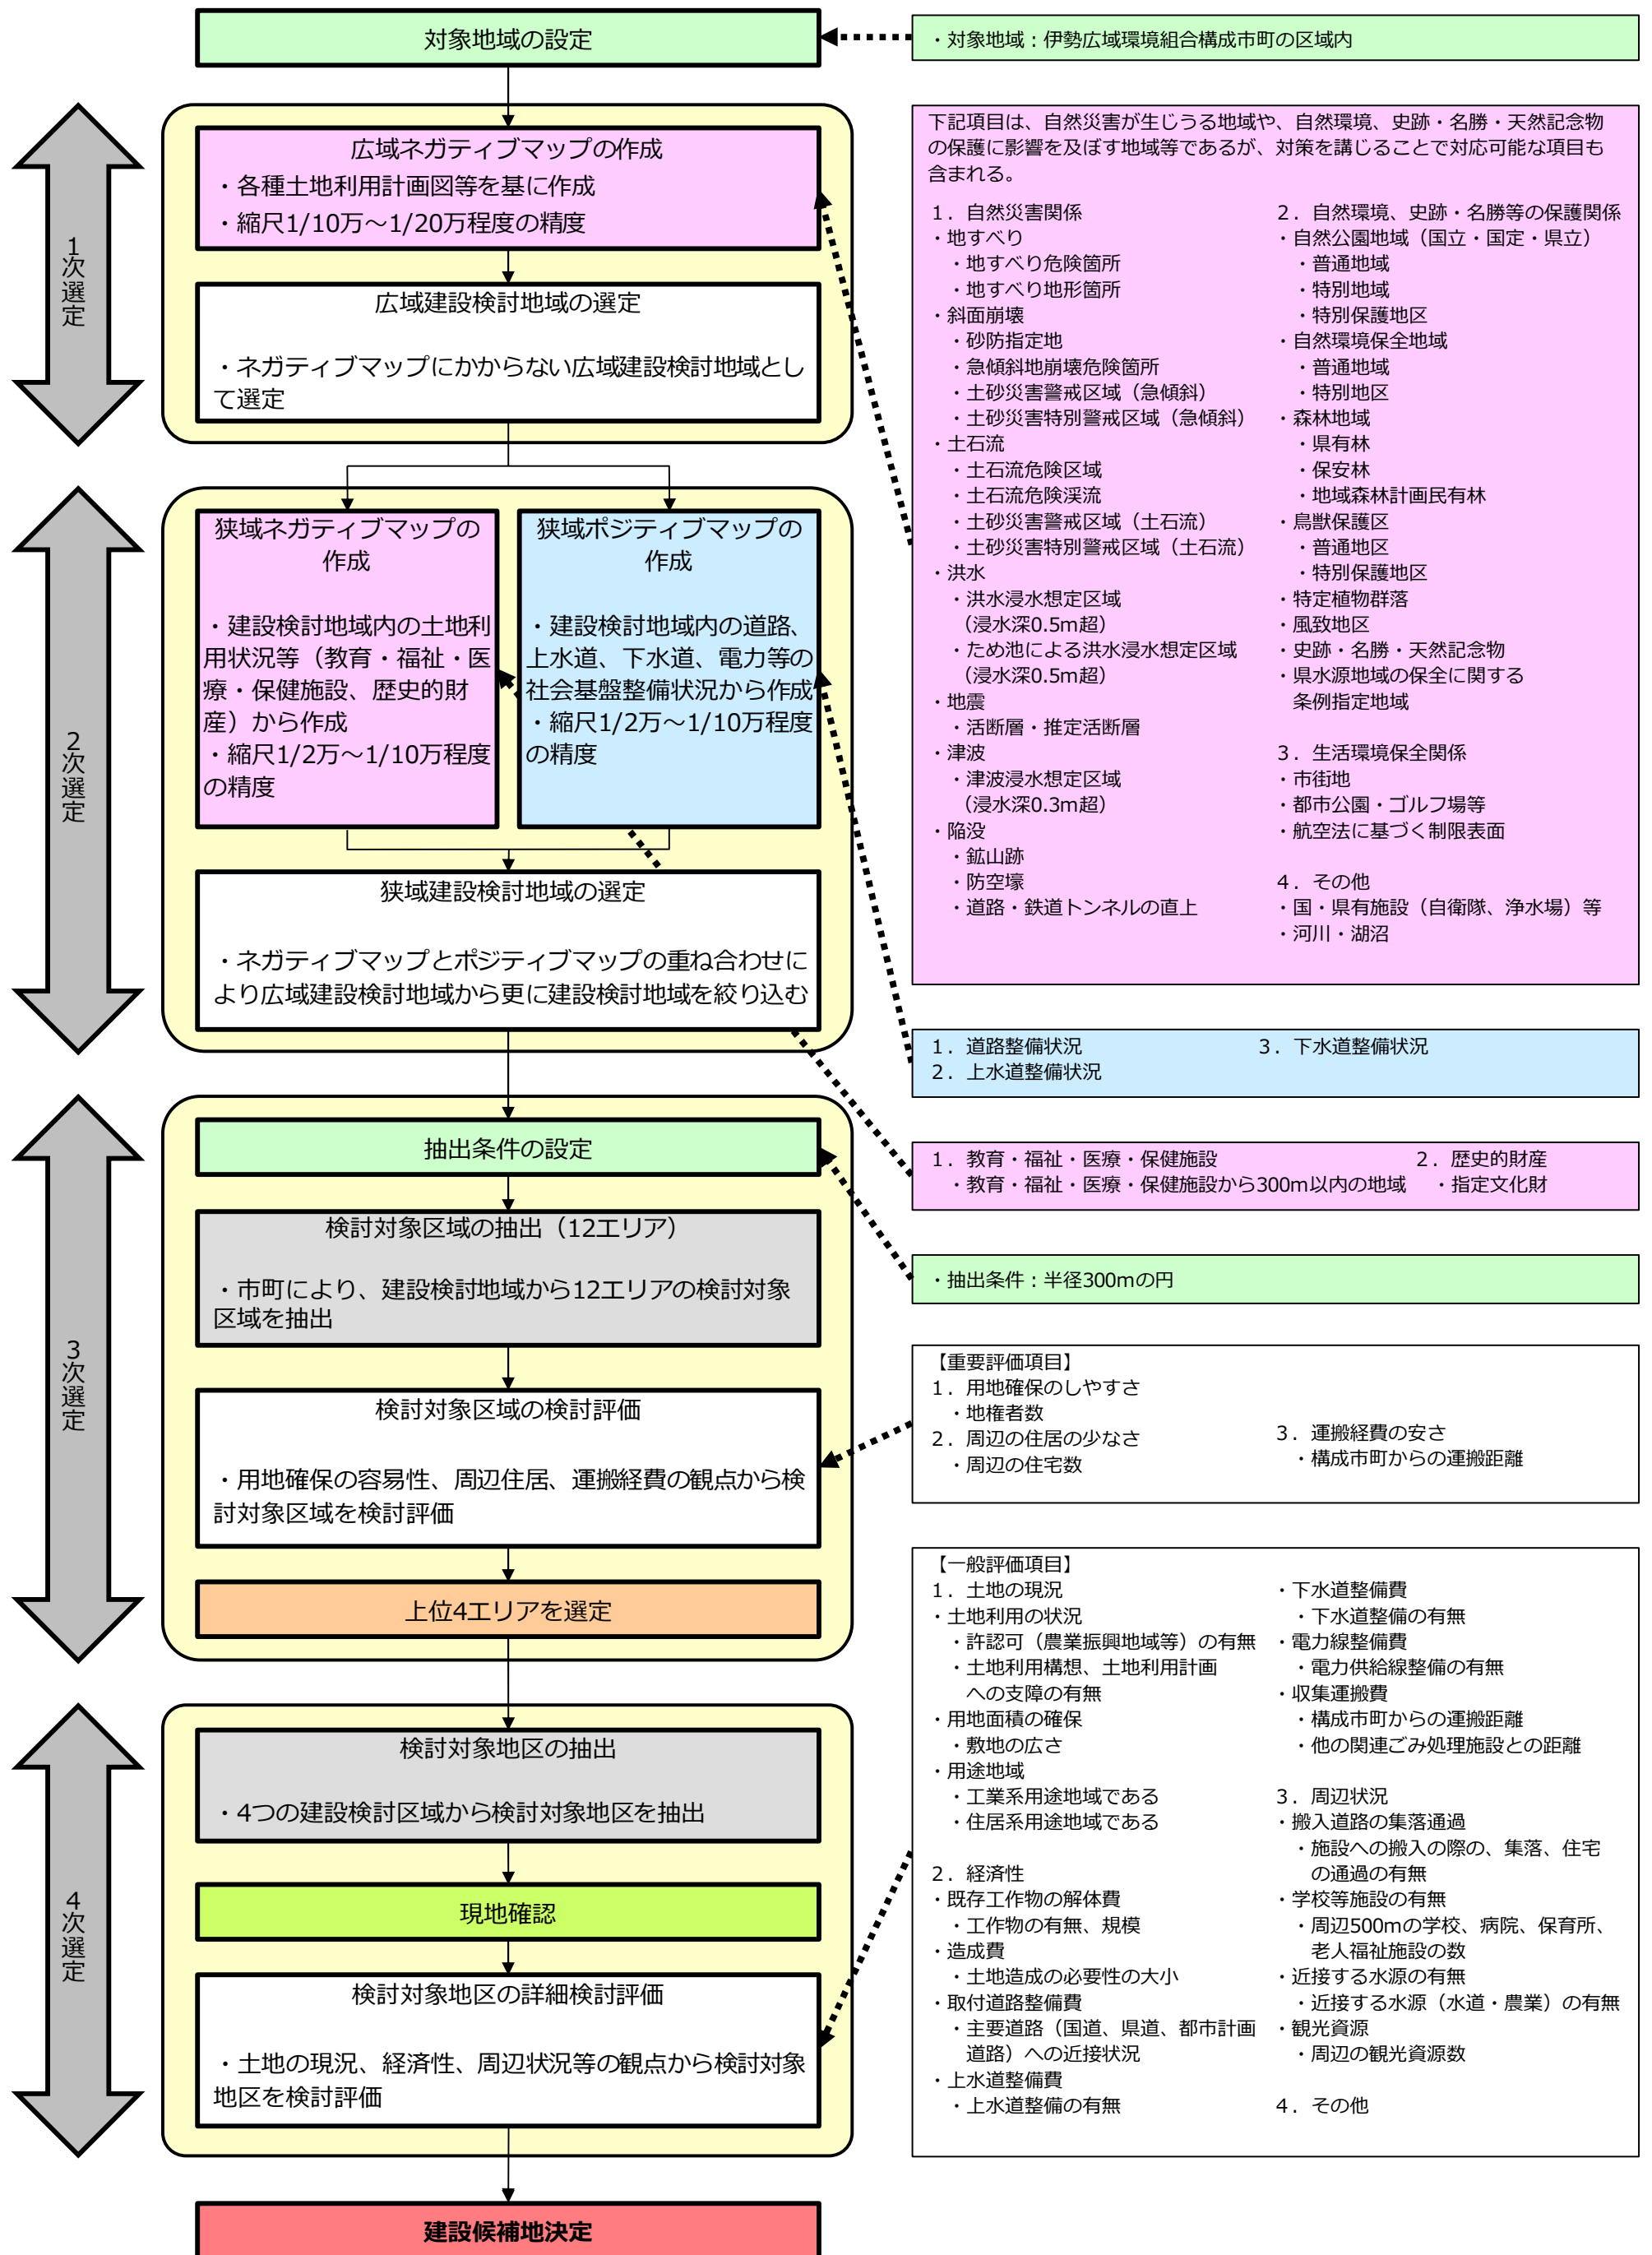 対象地域の設定
・対象地域：伊勢広域環境組合構成市町の区域内
1次選定
広域ネガティブマップの作成
・各種土地利用計画図等を基に作成
・縮尺1/10万～1/20万程度の精度
広域建設検討地域の選定
・ネガティブマップにかからない広域建設検討地域とし
て選定
下記項目は、自然災害が生じうる地域や、自然環境、史跡・名勝・天然記念物
の保護に影響を及ぼす地域等であるが、対策を講じることで対応可能な項目も
含まれる。
１．自然災害関係
・地すべり
・地すべり危険箇所
・地すべり地形箇所
・斜面崩壊
・砂防指定地
・急傾斜地崩壊危険箇所
・土砂災害警戒区域（急傾斜）
・土砂災害特別警戒区域（急傾斜）
・土石流
・土石流危険区域
・土石流危険渓流
・土砂災害警戒区域（土石流）
・土砂災害特別警戒区域（土石流）
・洪水
・洪水浸水想定区域
（浸水深0.5m超）
・ため池による洪水浸水想定区域
（浸水深0.5m超）
・地震
・活断層・推定活断層
・津波
・津波浸水想定区域
（浸水深0.3m超）
・陥没
・鉱山跡
・防空壕
・道路・鉄道トンネルの直上
２．自然環境、史跡・名勝等の保護関係
・自然公園地域（国立・国定・県立）
・普通地域
・特別地域
・特別保護地区
・自然環境保全地域
・普通地域
・特別地区
・森林地域
・県有林
・保安林
・地域森林計画民有林
・鳥獣保護区
・普通地区
・特別保護地区
・特定植物群落
・風致地区
・史跡・名勝・天然記念物
・県水源地域の保全に関する
条例指定地域
３．生活環境保全関係
・市街地
・都市公園・ゴルフ場等
・航空法に基づく制限表面
４．その他
・国・県有施設（自衛隊、浄水場）等
・河川・湖沼
2次選定
狭域ネガティブマップの
作成
・建設検討地域内の土地利
用状況等（教育・福祉・医
療・保健施設、歴史的財
産）から作成
・縮尺1/2万～1/10万程度
の精度
狭域ポジティブマップの
作成
・建設検討地域内の道路、
上水道、下水道、電力等の
社会基盤整備状況から作成
・縮尺1/2万～1/10万程度
の精度
狭域建設検討地域の選定
・ネガティブマップとポジティブマップの重ね合わせに
より広域建設検討地域から更に建設検討地域を絞り込む
１．道路整備状況
２．上水道整備状況
３．下水道整備状況
１．教育・福祉・医療・保健施設
・教育・福祉・医療・保健施設から300m以内の地域
２．歴史的財産
・指定文化財
3次選定
抽出条件の設定
・抽出条件：半径300mの円
検討対象区域の抽出（12エリア）
・市町により、建設検討地域から12エリアの検討対象
区域を抽出
検討対象区域の検討評価
・用地確保の容易性、周辺住居、運搬経費の観点から検
討対象区域を検討評価
上位4エリアを選定
【重要評価項目】
１．用地確保のしやすさ
・地権者数
２．周辺の住居の少なさ
・周辺の住宅数
３．運搬経費の安さ
・構成市町からの運搬距離
4次選定
検討対象地区の抽出
・4つの建設検討区域から検討対象地区を抽出
現地確認
検討対象地区の詳細検討評価
・土地の現況、経済性、周辺状況等の観点から検討対象
地区を検討評価
【一般評価項目】
１．土地の現況
・土地利用の状況
・許認可（農業振興地域等）の有無
・土地利用構想、土地利用計画
への支障の有無
・用地面積の確保
・敷地の広さ
・用途地域
・工業系用途地域である
・住居系用途地域である
２．経済性
・既存工作物の解体費
・工作物の有無、規模
・造成費
・土地造成の必要性の大小
・取付道路整備費
・主要道路（国道、県道、都市計画
道路）への近接状況
・上水道整備費
・上水道整備の有無
・下水道整備費
・下水道整備の有無
・電力線整備費
・電力供給線整備の有無
・収集運搬費
・構成市町からの運搬距離
・他の関連ごみ処理施設との距離
３．周辺状況
・搬入道路の集落通過
・施設への搬入の際の、集落、住宅
の通過の有無
・学校等施設の有無
・周辺500mの学校、病院、保育所、
老人福祉施設の数
・近接する水源の有無
・近接する水源（水道・農業）の有無
・観光資源
・周辺の観光資源数
４．その他
建設候補地決定